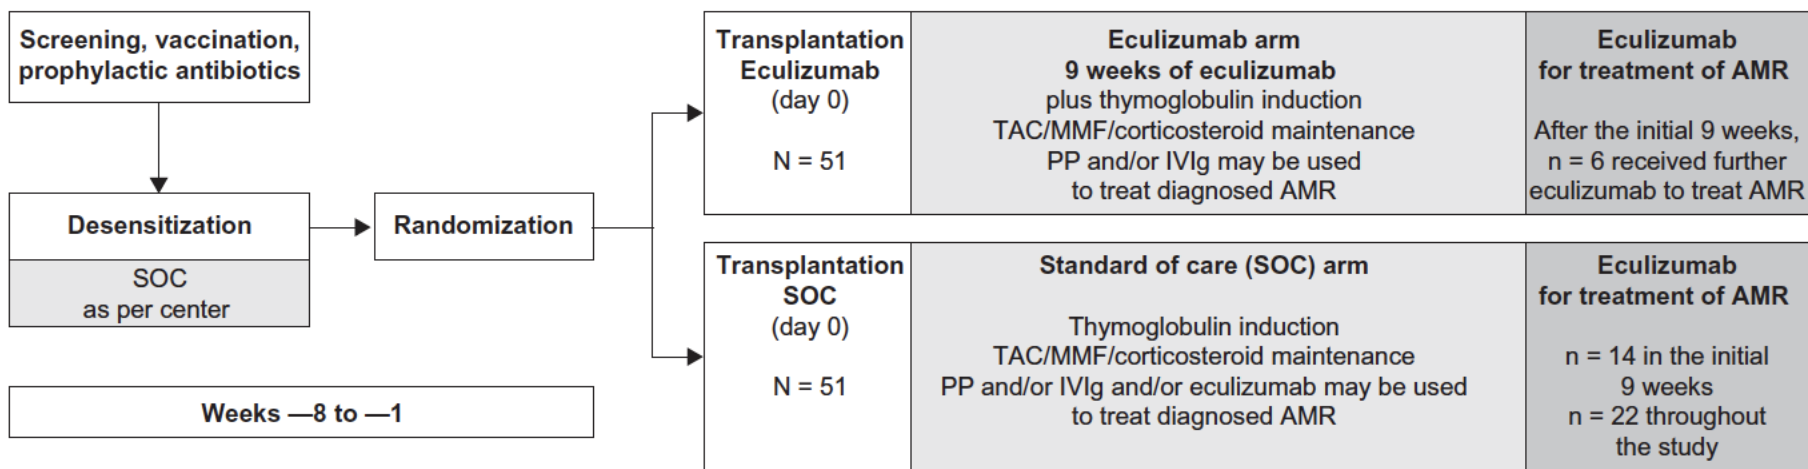 Screening, vaccination,
prophylactic antibiotics
Desensitization
SOC
as per center
Weeks —8 to —1
Randomization
Transplantation
Eculizumab
(day 0)
N = 51
Eculizumab arm
9 weeks of eculizumab
plus thymoglobulin induction
TAC/MMF/corticosteroid maintenance
PP and/or IVIg may be used
to treat diagnosed AMR
Eculizumab
for treatment of AMR
After the initial 9 weeks,
n = 6 received further
eculizumab to treat AMR
Transplantation
SOC
(day 0)
N = 51
Standard of care (SOC) arm
Thymoglobulin induction
TAC/MMF/corticosteroid maintenance
PP and/or IVIg and/or eculizumab may be used
to treat diagnosed AMR
Eculizumab
for treatment of AMR
n = 14 in the initial
9 weeks
n = 22 throughout
the study